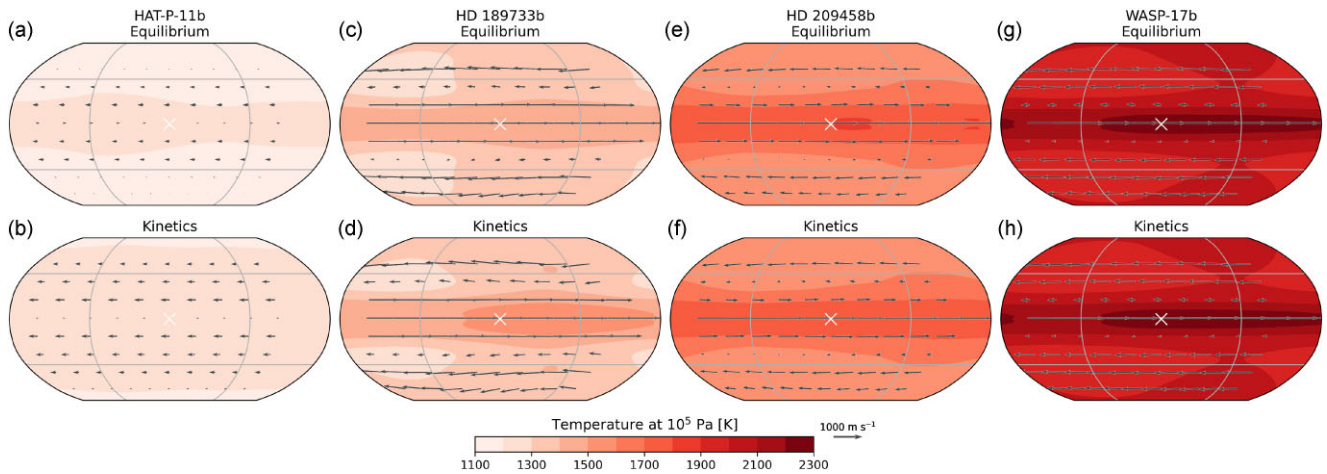 (a) HAT-P-11b
Equilibrium
(c) HD 189733b
Equilibrium
(e) HD 209458b
Equilibrium
(g) WASP-17b
Equilibrium
(b) Kinetics
(d) Kinetics
(f) Kinetics
(h) Kinetics
Temperature at 10⁵ Pa [K]
1000 m s⁻¹
1100 1300 1500 1700 1900 2100 2300